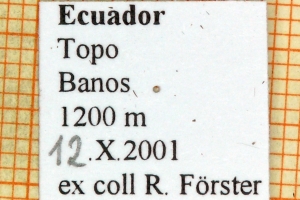 Ecuador
Topo
Banos
1200 m
12.X.2001
ex coll R. Förster